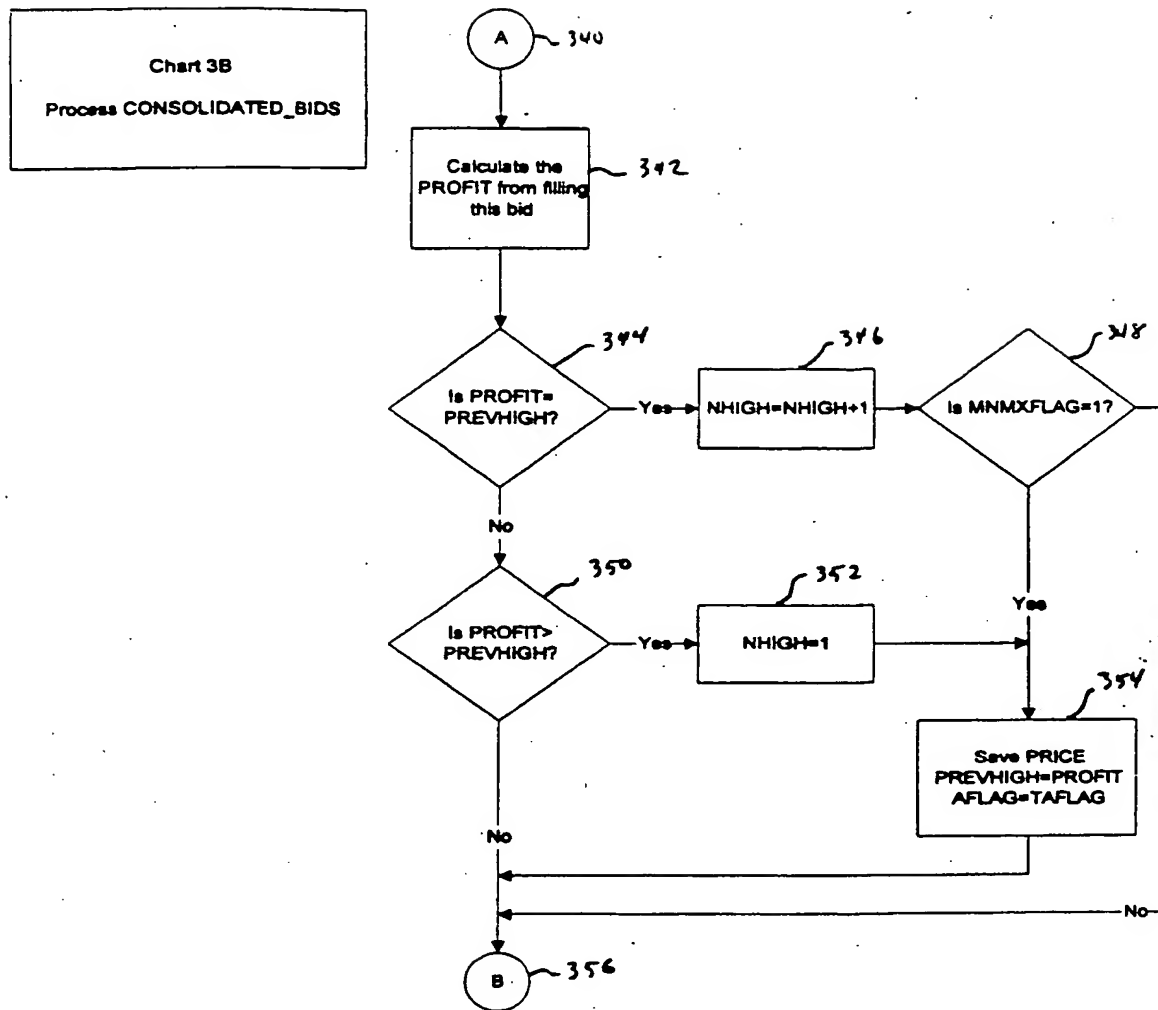 Chart 3B
Process CONSOLIDATED_BIDS
A
340
Calculate the
PROFIT from filling
this bid
342
Is PROFIT=
PREVHIGH?
344
Yes
NHIGH=NHIGH+1
346
Is MNMXFLAG=1?
348
No
Yes
Is PROFIT>
PREVHIGH?
350
Yes
NHIGH=1
352
Save PRICE
PREVHIGH=PROFIT
AFLAG=TAFLAG
354
No
No
B
356